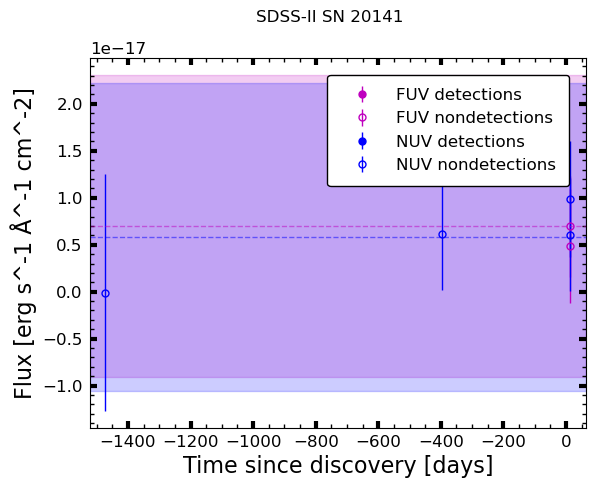 SDSS-II SN 20141
1e−17
FUV detections
FUV nondetections
NUV detections
NUV nondetections
2.0
1.5
1.0
0.5
0.0
−0.5
−1.0
Flux [erg s^-1 Å^-1 cm^-2]
−1400 −1200 −1000 −800 −600 −400 −200 0
Time since discovery [days]